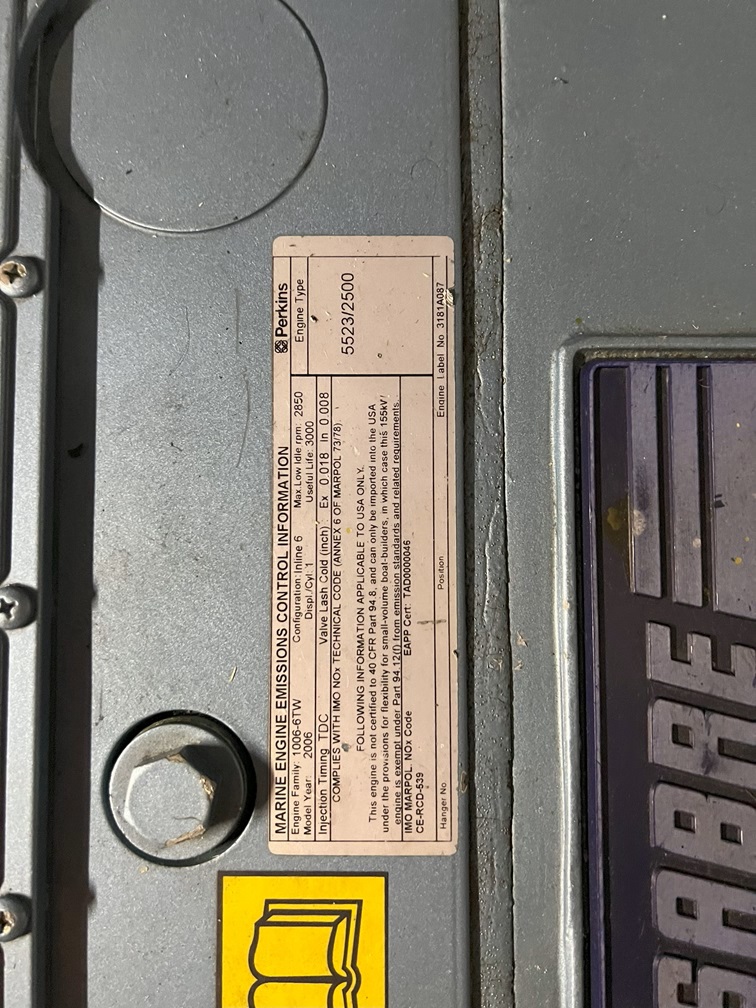 MARINE ENGINE EMISSIONS CONTROL INFORMATION Perkins
Engine Family: 1006-6TW Configuration: Inline 6 Max.Low Idle rpm: 2850 Engine Type
Model Year: 2006 Displ./Cyl: 1 Useful Life: 3000
5523/2500
Injection Timing TDC Valve Lash Cold (inch) Ex 0.018 In 0.008
COMPLIES WITH IMO NOx TECHNICAL CODE (ANNEX 6 OF MARPOL 73/78)
FOLLOWING INFORMATION APPLICABLE TO USA ONLY.
This engine is not certified to 40 CFR Part 94.8, and can only be imported into the USA
under the provisions for flexibility for small-volume boat-builders, in which case this 155kW
engine is exempt under Part 94.12(f) from emission standards and related requirements.
IMO MARPOL. NOx Code EAPP Cert: TAD0000046
CE-RCD-539
Hanger No Position Engine Label No 3181A087
SABRE